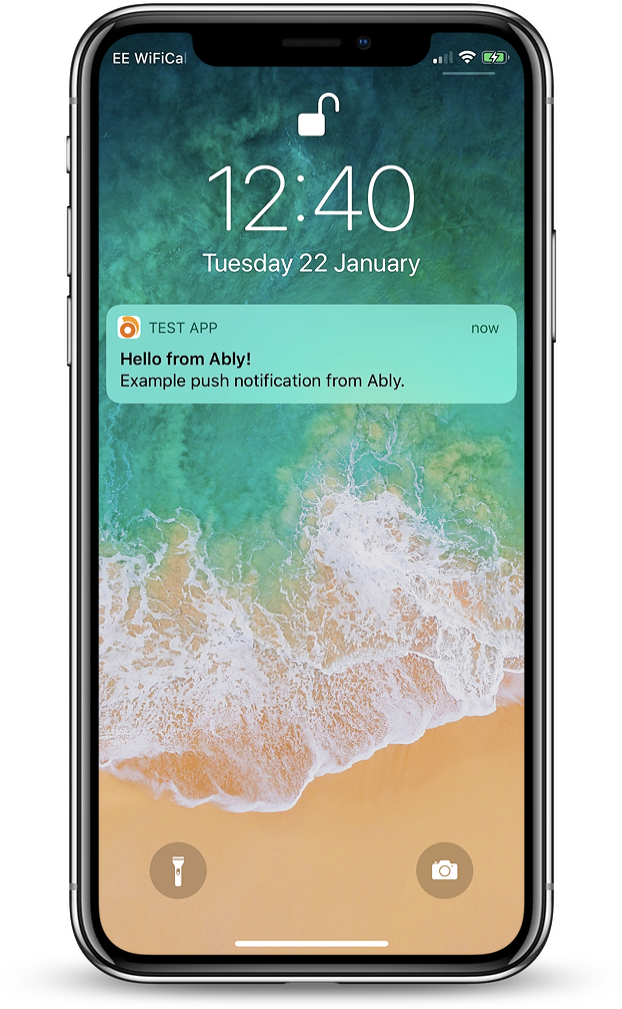 EE WiFiCal
12:40
Tuesday 22 January
TEST APP now
Hello from Ably!
Example push notification from Ably.